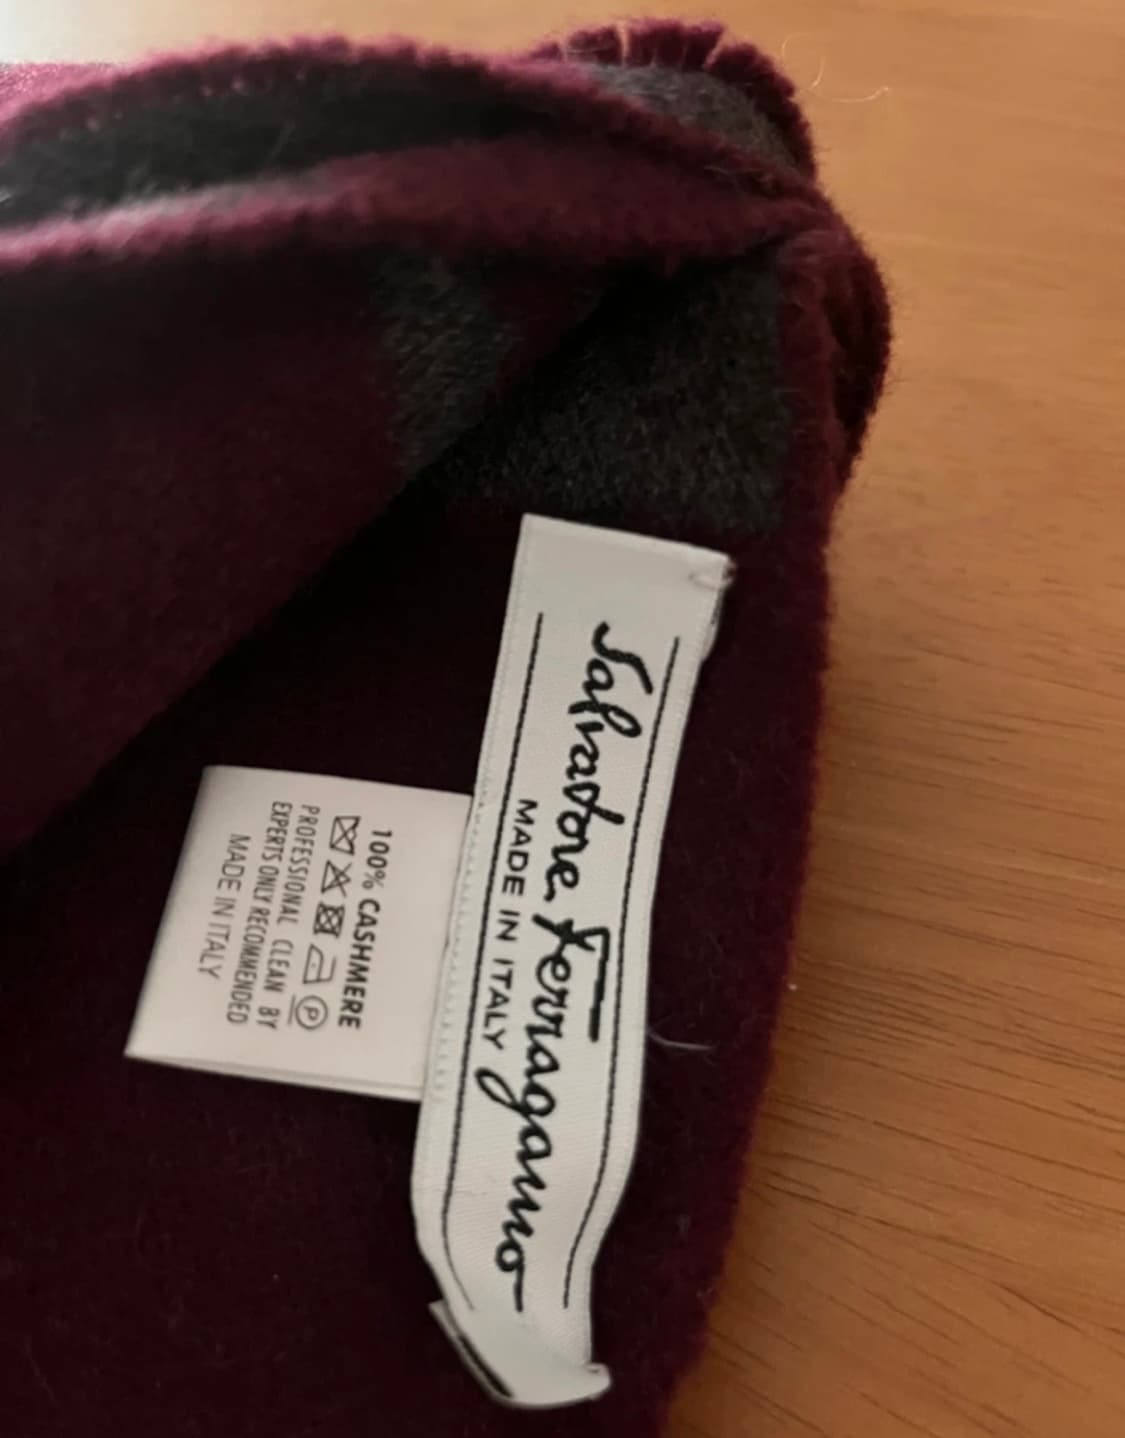 Salvatore Ferragamo
MADE IN ITALY
100% CASHMERE
PROFESSIONAL CLEAN BY
EXPERTS ONLY RECOMMENDED
MADE IN ITALY